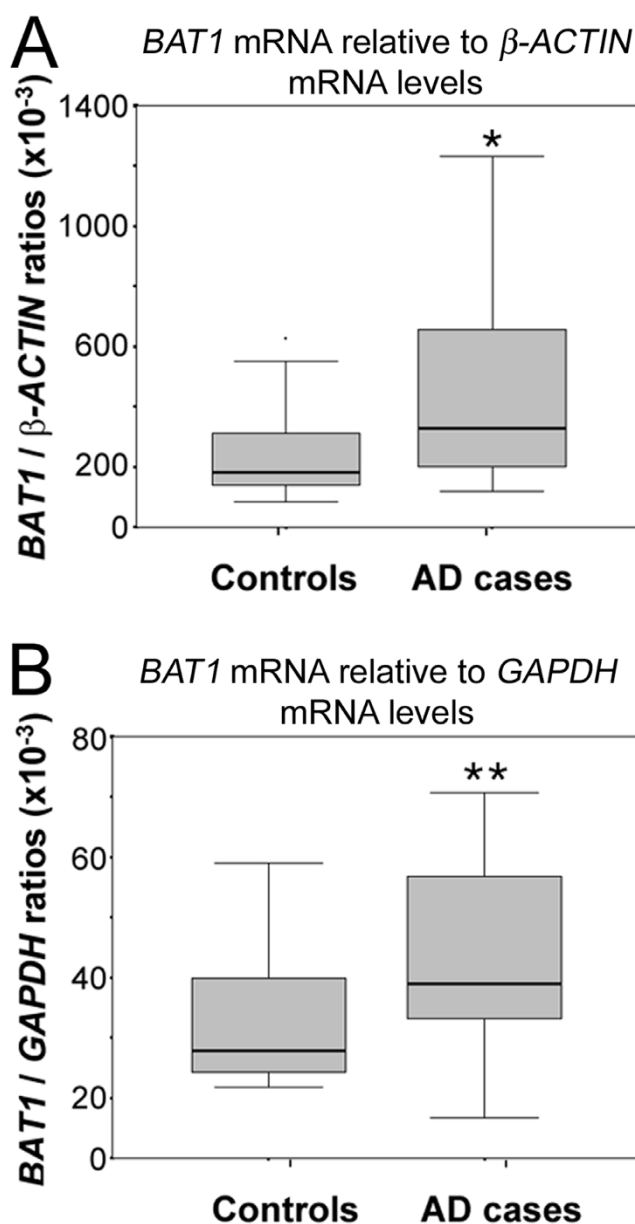 A
BAT1 mRNA relative to β-ACTIN
mRNA levels
BAT1 / β-ACTIN ratios (x10⁻³)
1400
*
1000
600
200
0
Controls AD cases
B
BAT1 mRNA relative to GAPDH
mRNA levels
BAT1 / GAPDH ratios (x10⁻³)
80
**
60
40
20
0
Controls AD cases